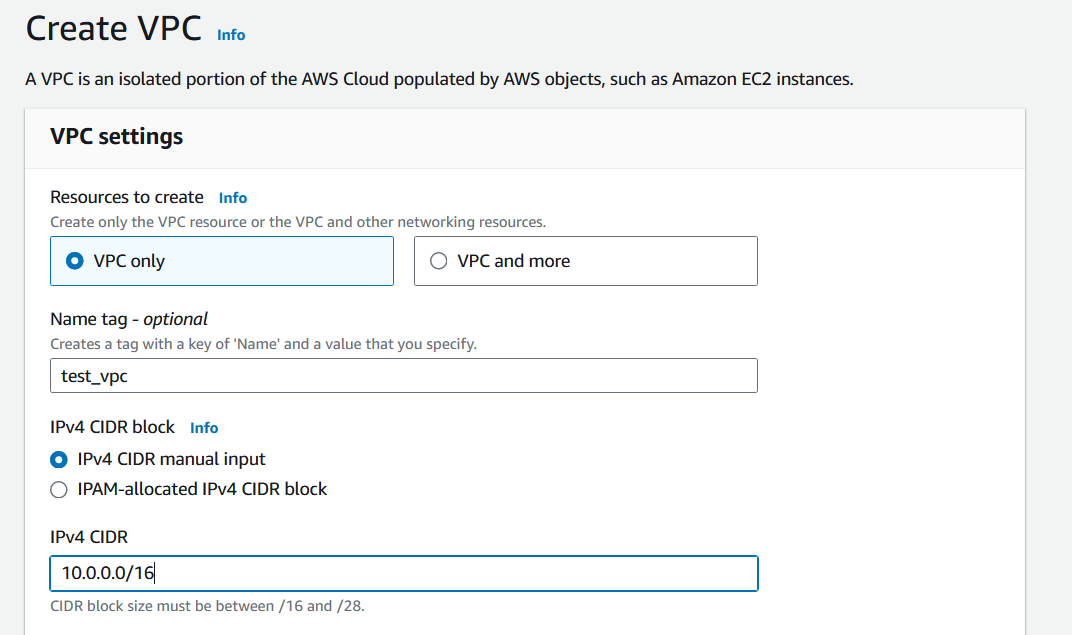 Create VPC Info
A VPC is an isolated portion of the AWS Cloud populated by AWS objects, such as Amazon EC2 instances.
VPC settings
Resources to create Info
Create only the VPC resource or the VPC and other networking resources.
VPC only
VPC and more
Name tag - optional
Creates a tag with a key of 'Name' and a value that you specify.
test_vpc
IPv4 CIDR block Info
IPv4 CIDR manual input
IPAM-allocated IPv4 CIDR block
IPv4 CIDR
10.0.0.0/16
CIDR block size must be between /16 and /28.